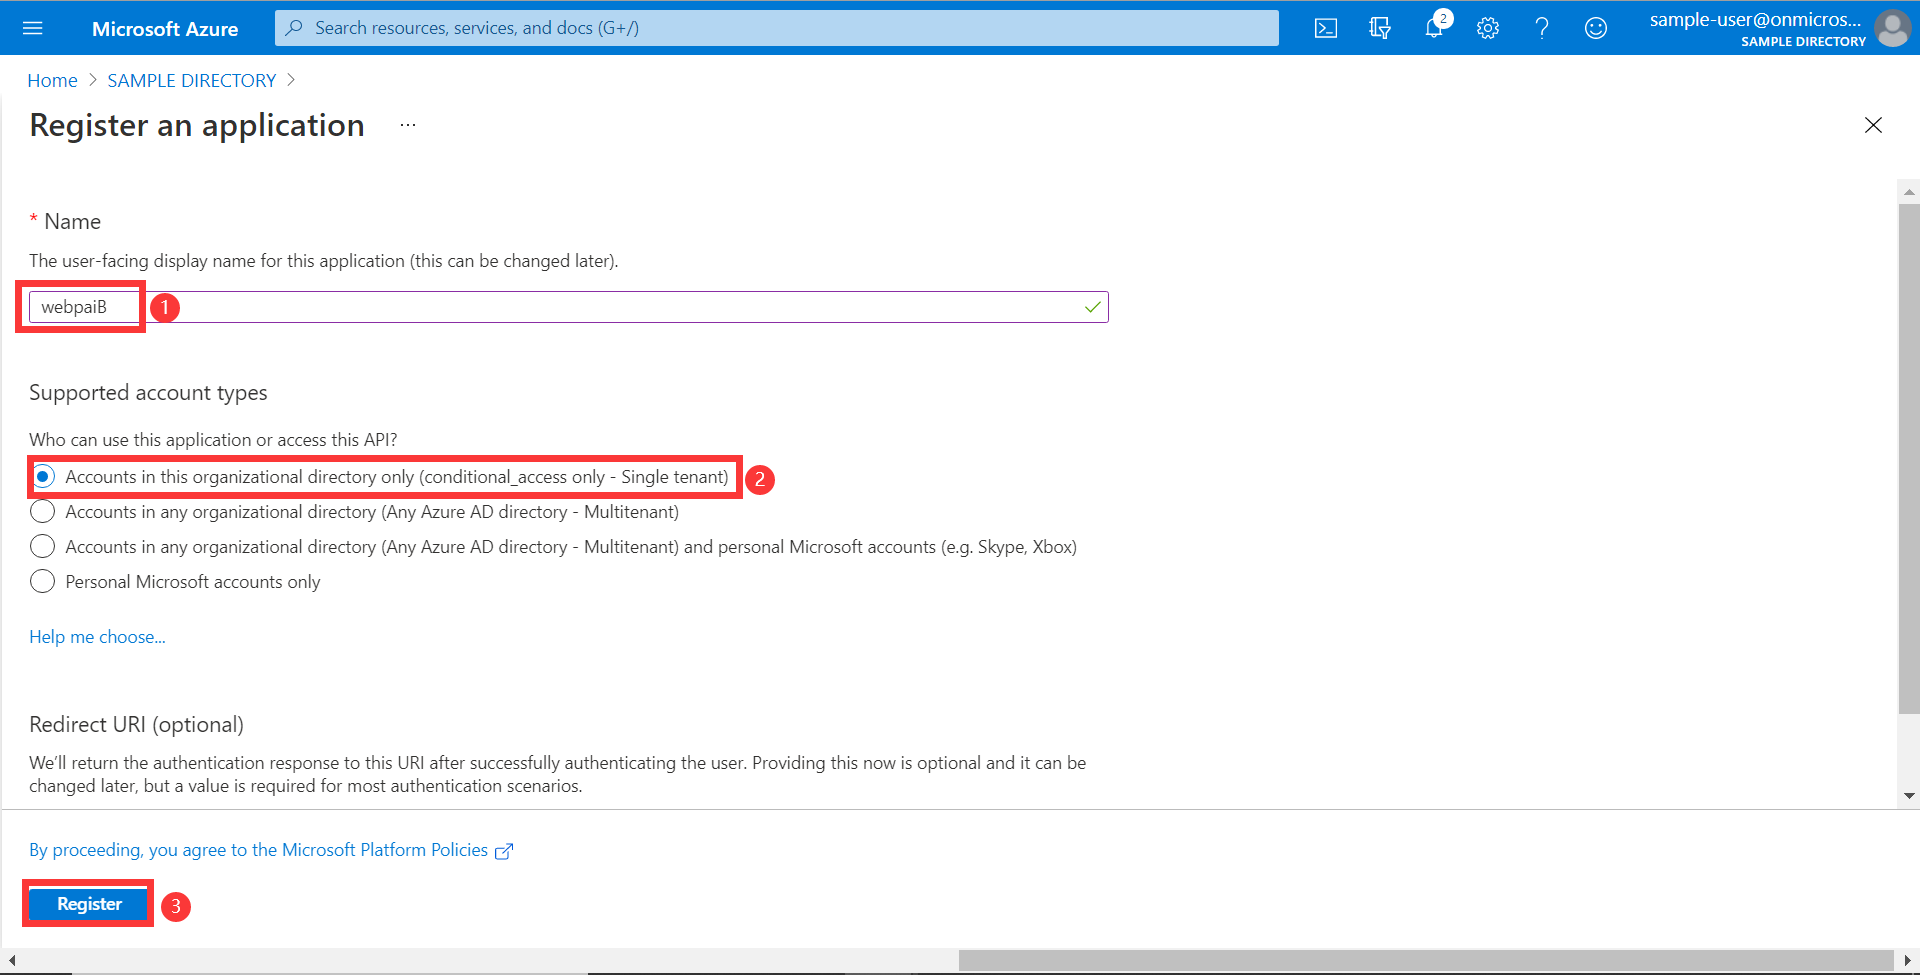 Microsoft Azure
Search resources, services, and docs (G+/)
2
sample-user@onmicros...
SAMPLE DIRECTORY
Home > SAMPLE DIRECTORY >
Register an application ...
* Name
The user-facing display name for this application (this can be changed later).
webpaiB
1
Supported account types
Who can use this application or access this API?
Accounts in this organizational directory only (conditional_access only - Single tenant)
2
Accounts in any organizational directory (Any Azure AD directory - Multitenant)
Accounts in any organizational directory (Any Azure AD directory - Multitenant) and personal Microsoft accounts (e.g. Skype, Xbox)
Personal Microsoft accounts only
Help me choose...
Redirect URI (optional)
We'll return the authentication response to this URI after successfully authenticating the user. Providing this now is optional and it can be
changed later, but a value is required for most authentication scenarios.
By proceeding, you agree to the Microsoft Platform Policies
Register
3